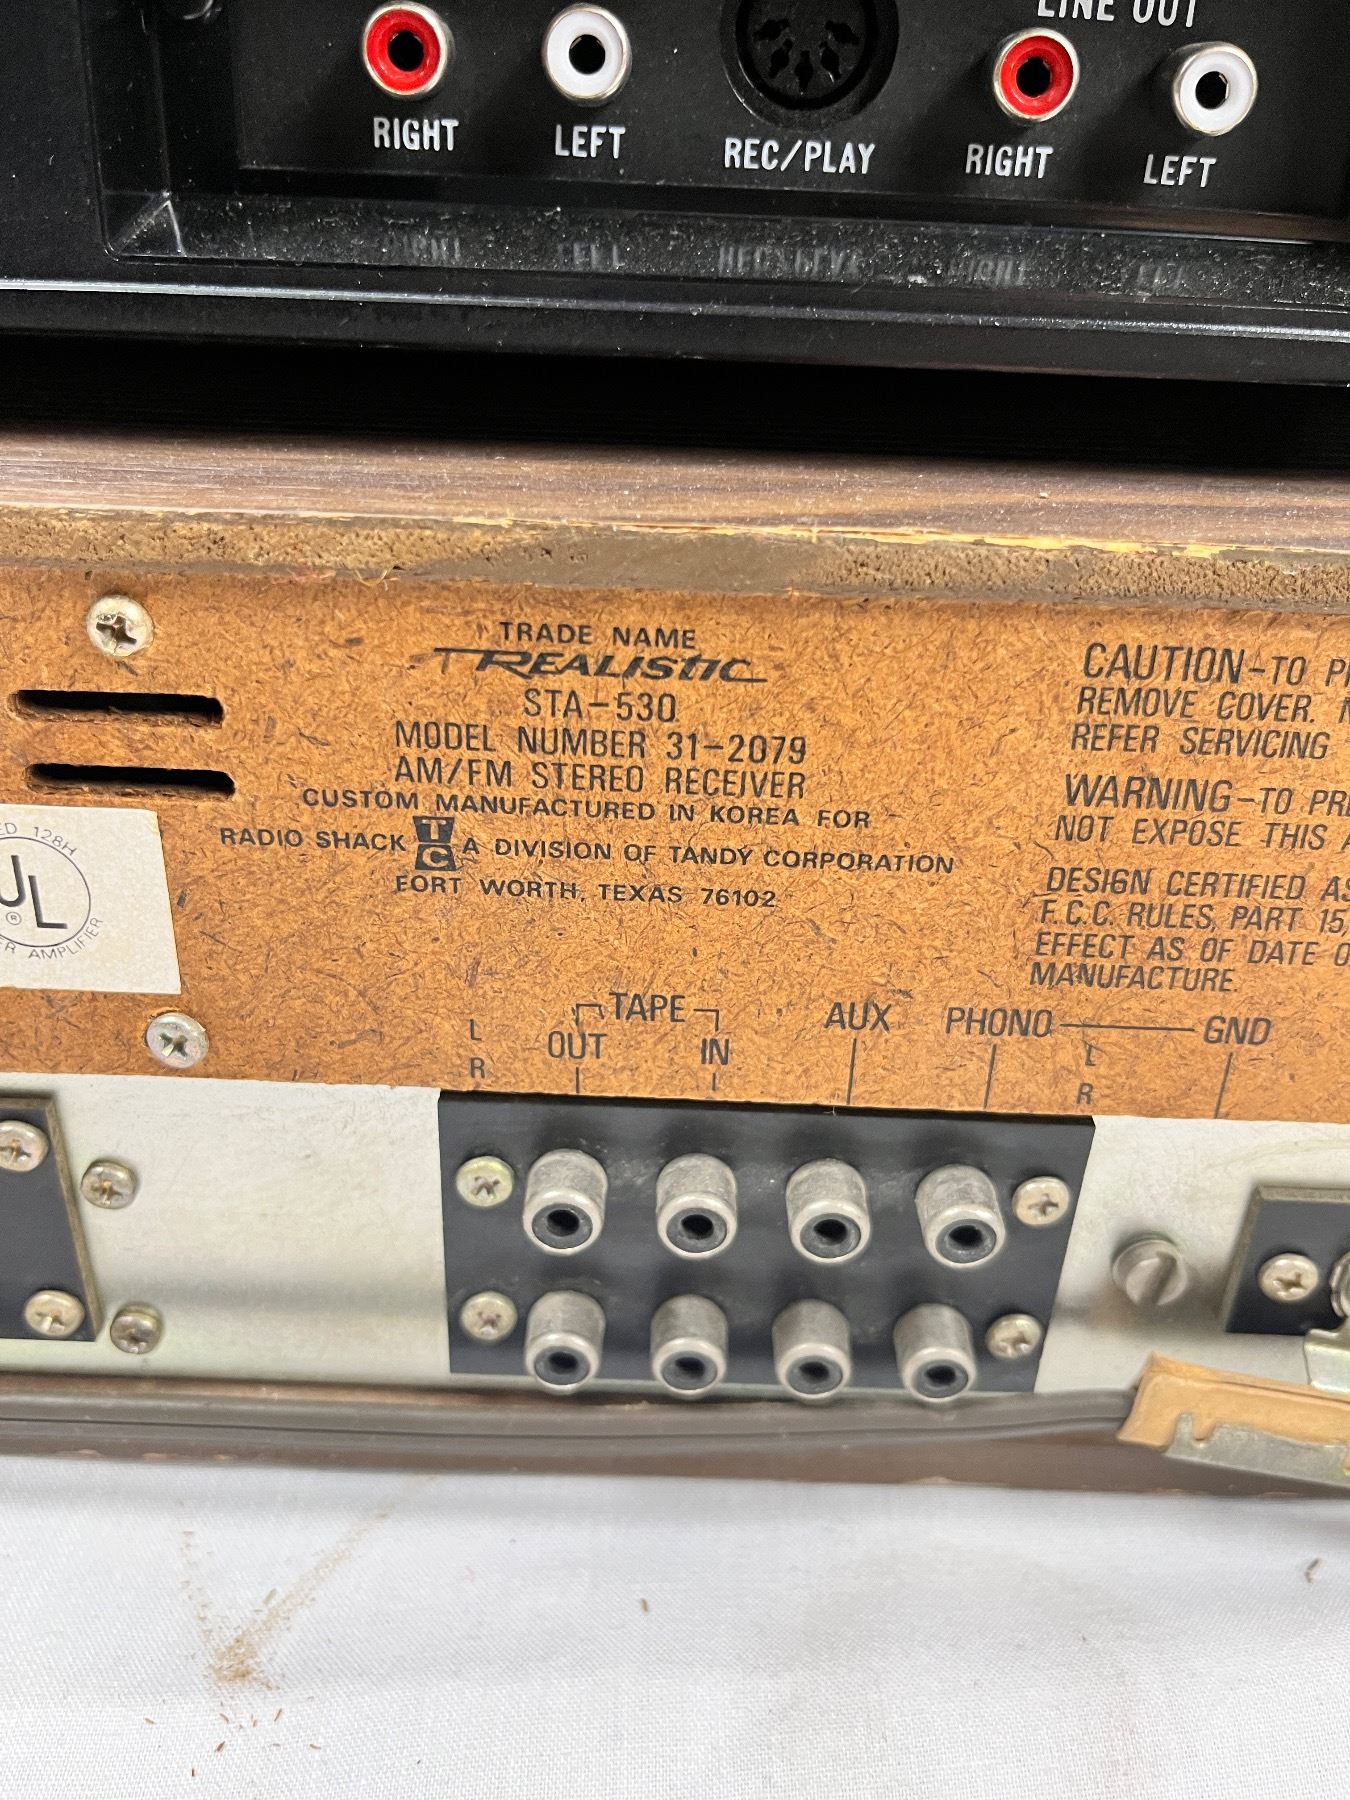 LINE OUT
RIGHT
LEFT
REC/PLAY
RIGHT
LEFT
TRADE NAME
REALISTIC
STA-530
MODEL NUMBER 31-2079
AM/FM STEREO RECEIVER
CUSTOM MANUFACTURED IN KOREA FOR
RADIO SHACK TC A DIVISION OF TANDY CORPORATION
FORT WORTH, TEXAS 76102
CAUTION-TO
REMOVE COVER.
REFER SERVICING
WARNING-TO
NOT EXPOSE THIS
DESIGN CERTIFIED
F.C.C. RULES, PART 15,
EFFECT AS OF DATE
MANUFACTURE.
128H
UL
®
AMPLIFIER
TAPE
L
R
OUT
IN
AUX
PHONO
L
R
GND